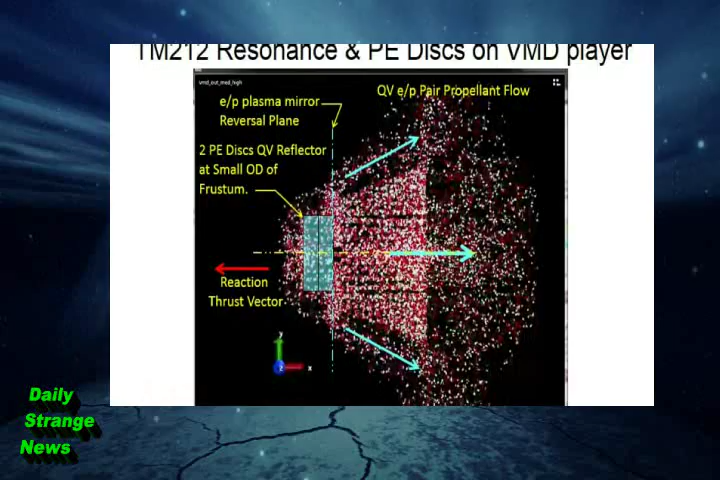 TM212 Resonance & PE Discs on VMD player
vmd_out_med_high
QV e/p Pair Propellant Flow
e/p plasma mirror
Reversal Plane
2 PE Discs QV Reflector
at Small OD of
Frustum.
Reaction
Thrust Vector
Y
Z
X
Daily
Strange
News